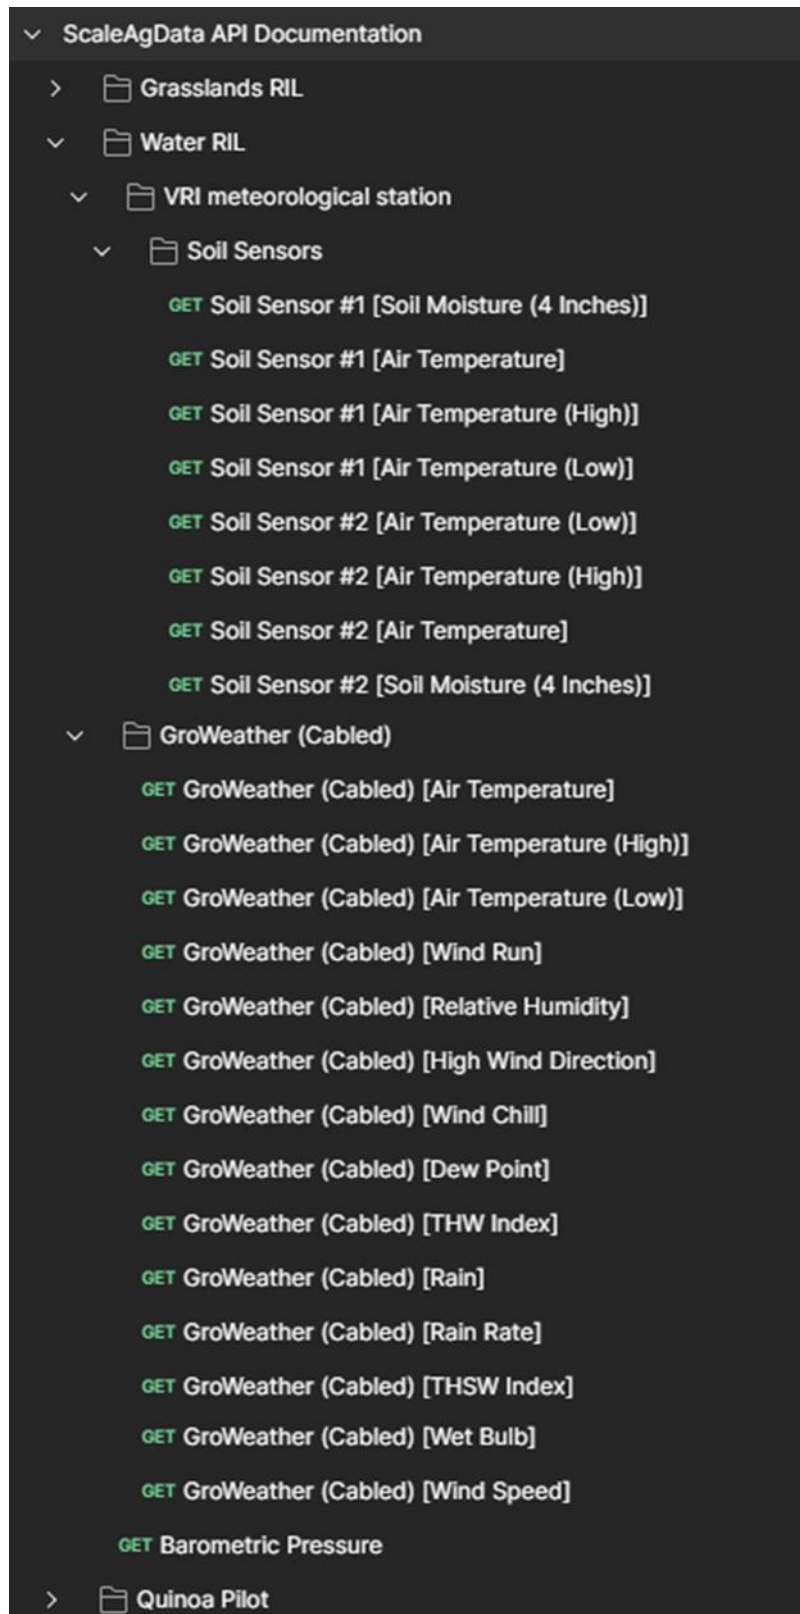 ScaleAgData API Documentation
Grasslands RIL
Water RIL
VRI meteorological station
Soil Sensors
GET Soil Sensor #1 [Soil Moisture (4 Inches)]
GET Soil Sensor #1 [Air Temperature]
GET Soil Sensor #1 [Air Temperature (High)]
GET Soil Sensor #1 [Air Temperature (Low)]
GET Soil Sensor #2 [Air Temperature (Low)]
GET Soil Sensor #2 [Air Temperature (High)]
GET Soil Sensor #2 [Air Temperature]
GET Soil Sensor #2 [Soil Moisture (4 Inches)]
GroWeather (Cabled)
GET GroWeather (Cabled) [Air Temperature]
GET GroWeather (Cabled) [Air Temperature (High)]
GET GroWeather (Cabled) [Air Temperature (Low)]
GET GroWeather (Cabled) [Wind Run]
GET GroWeather (Cabled) [Relative Humidity]
GET GroWeather (Cabled) [High Wind Direction]
GET GroWeather (Cabled) [Wind Chill]
GET GroWeather (Cabled) [Dew Point]
GET GroWeather (Cabled) [THW Index]
GET GroWeather (Cabled) [Rain]
GET GroWeather (Cabled) [Rain Rate]
GET GroWeather (Cabled) [THSW Index]
GET GroWeather (Cabled) [Wet Bulb]
GET GroWeather (Cabled) [Wind Speed]
GET Barometric Pressure
Quinoa Pilot